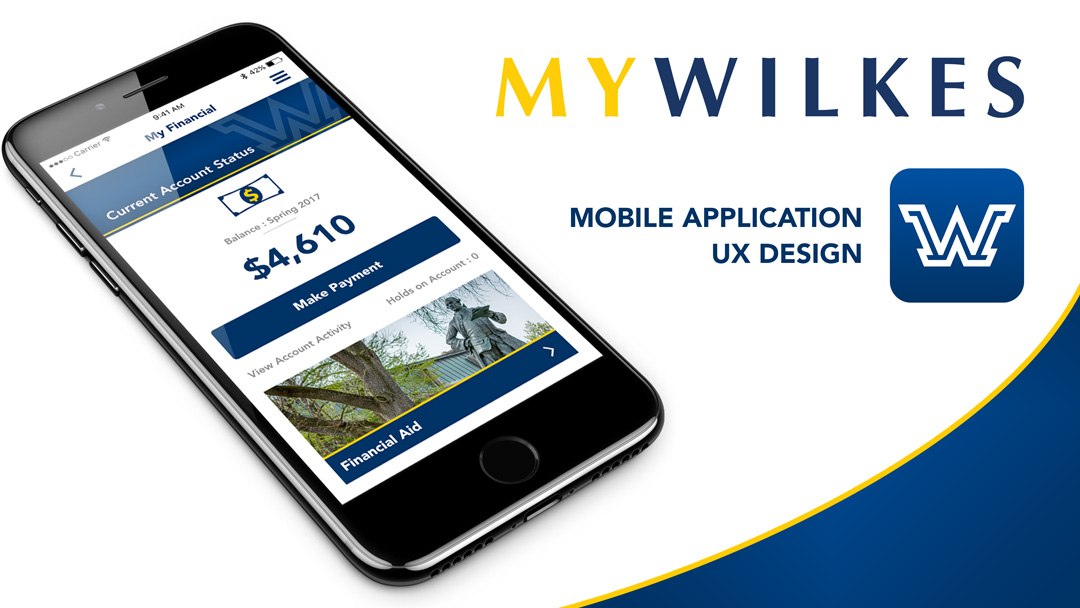 MYWILKES
MOBILE APPLICATION
UX DESIGN
W
Carrier 9:41 AM 42%
My Financial
Current Account Status
$
Balance : Spring 2017
$4,610
Make Payment
View Account Activity Holds on Account : 0
Financial Aid